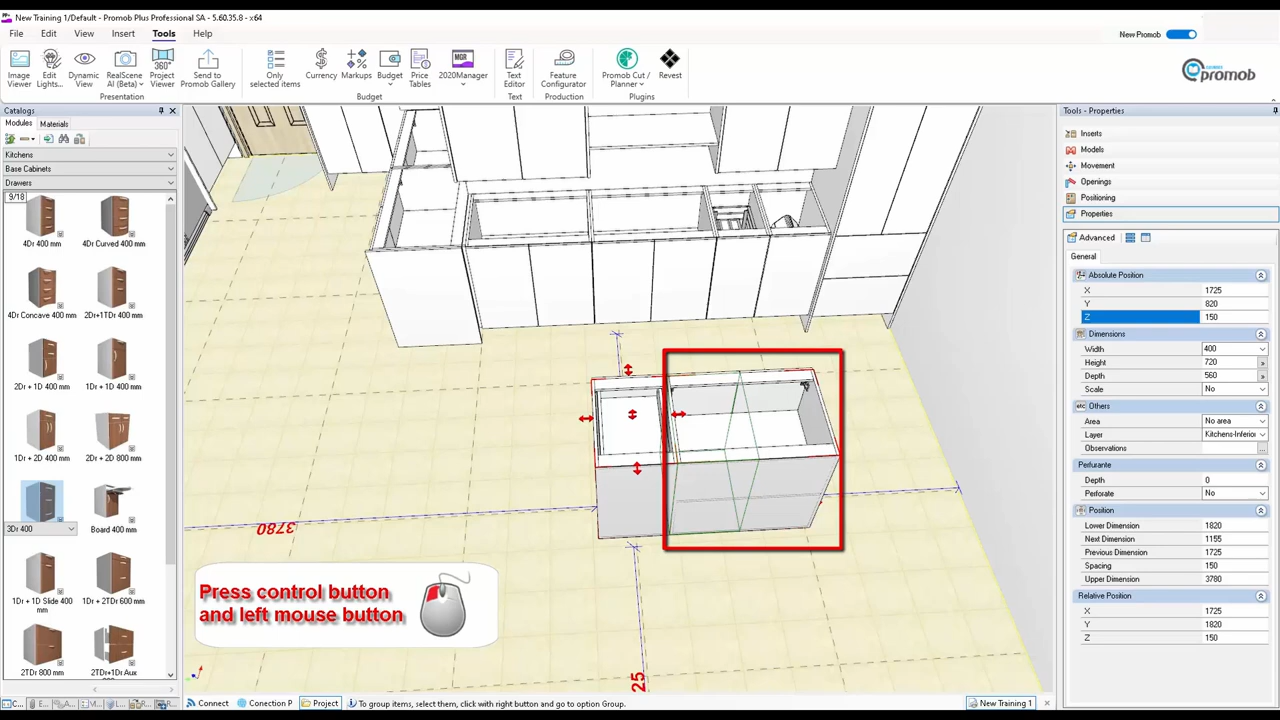 New Training 1/Default - Promob Plus Professional SA - 5.60.35.8 - x64
File Edit View Insert Tools Help
New Promob
Image Viewer
Edit Lights...
Dynamic View
RealScene AI (Beta)
Project Viewer
Send to Promob Gallery
Only selected items
Currency
Markups
Budget
Price Tables
2020Manager
Text Editor
Feature Configurator
Promob Cut / Planner
Revest
Presentation
Budget
Text
Production
Plugins
promob
Catalogs
Modules Materials
Kitchens
Base Cabinets
Drawers
9/18
4Dr 400 mm
4Dr Curved 400 mm
4Dr Concave 400 mm
2Dr+1TDr 400 mm
2Dr + 1D 400 mm
1Dr + 1D 400 mm
1Dr + 2D 400 mm
2Dr + 2D 800 mm
3Dr 400
Board 400 mm
1Dr + 1D Slide 400 mm
1Dr + 2TDr 600 mm
2TDr 800 mm
2TDr+1Dr Aux
3780
25
Press control button
and left mouse button
Tools - Properties
Inserts
Models
Movement
Openings
Positioning
Properties
Advanced
General
Absolute Position
X 1725
Y 820
Z 150
Dimensions
Width 400
Height 720
Depth 560
Scale No
Others
Area No area
Layer Kitchens-Inferio
Observations
Perfurante
Depth 0
Perforate No
Position
Lower Dimension 1820
Next Dimension 1155
Previous Dimension 1725
Spacing 150
Upper Dimension 3780
Relative Position
X 1725
Y 1820
Z 150
Connect Conection P Project To group items, select them, click with right button and go to option Group. New Training 1